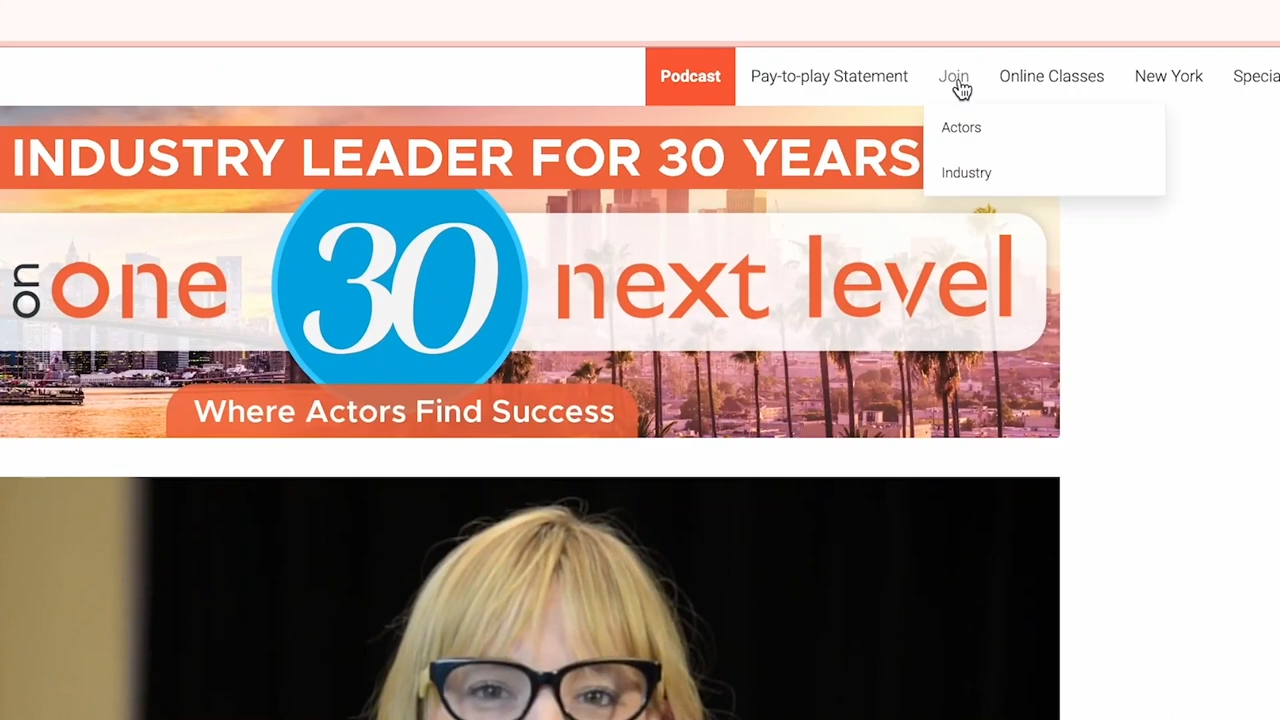 Podcast Pay-to-play Statement Join Online Classes New York Specia
Actors
Industry
INDUSTRY LEADER FOR 30 YEARS
on one 30 next level
Where Actors Find Success